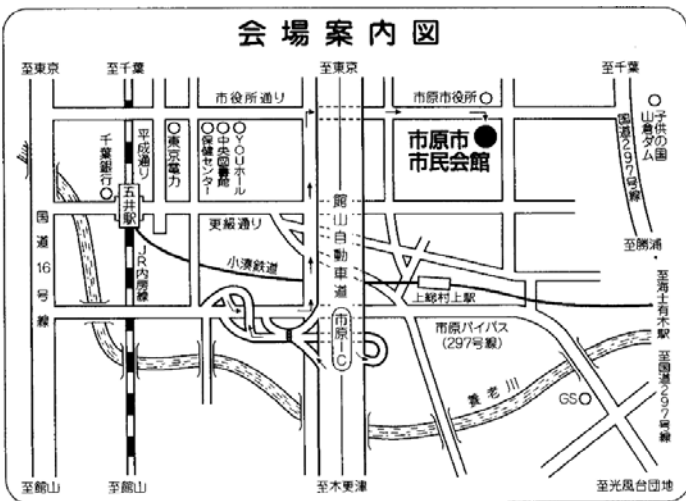 会場案内図
至東京
至千葉
至東京
至千葉
市役所通り
市原市役所
子供の国
山倉ダム
国道297号線
市原市
市民会館
千葉銀行
平成通り
東京電力
YOUホール
中央図書館
保健センター
五井駅
更級通り
館山自動車道
国道16号線
JR内房線
小湊鉄道
上総村上駅
至勝浦
至海士有木駅
市原IC
市原バイパス
(297号線)
至国道297号線
養老川
GS
至館山
至館山
至木更津
至光風台団地